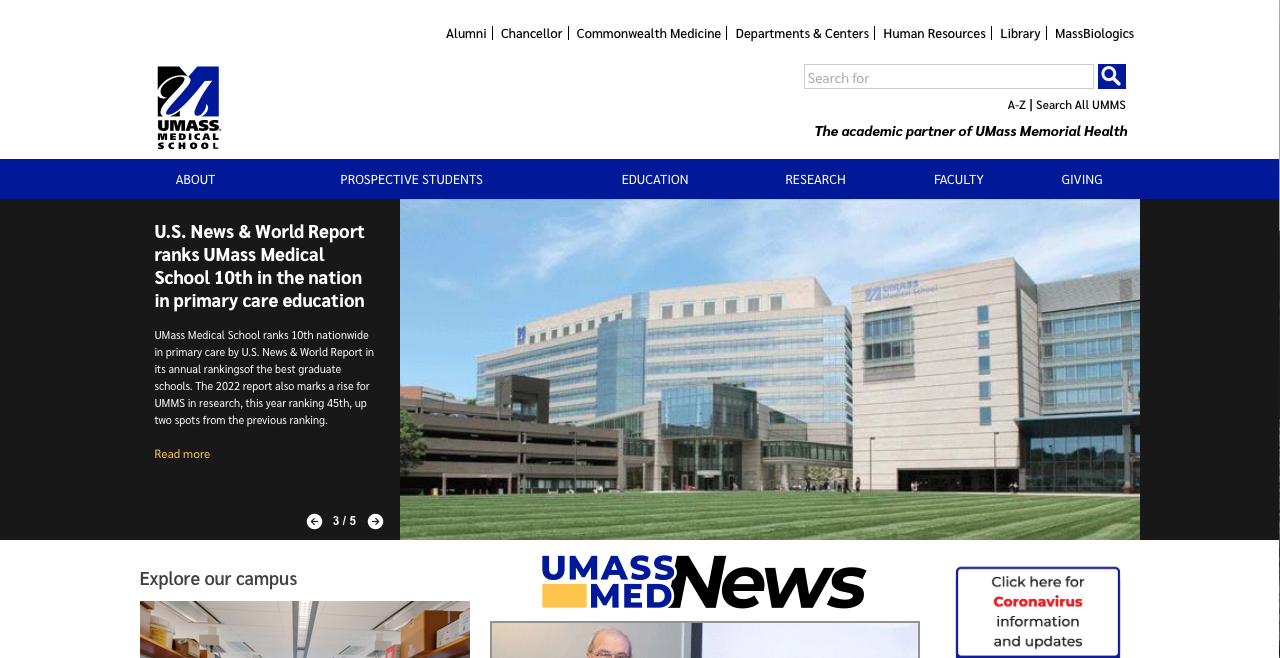 Alumni | Chancellor | Commonwealth Medicine | Departments & Centers | Human Resources | Library | MassBiologics
UMASS
MEDICAL
SCHOOL
Search for
A-Z | Search All UMMS
The academic partner of UMass Memorial Health
ABOUT PROSPECTIVE STUDENTS EDUCATION RESEARCH FACULTY GIVING
U.S. News & World Report
ranks UMass Medical
School 10th in the nation
in primary care education
UMass Medical School ranks 10th nationwide
in primary care by U.S. News & World Report in
its annual rankingsof the best graduate
schools. The 2022 report also marks a rise for
UMMS in research, this year ranking 45th, up
two spots from the previous ranking.
Read more
3 / 5
UMASS
Medical School
Explore our campus
UMASS
MED News
Click here for
Coronavirus
information
and updates